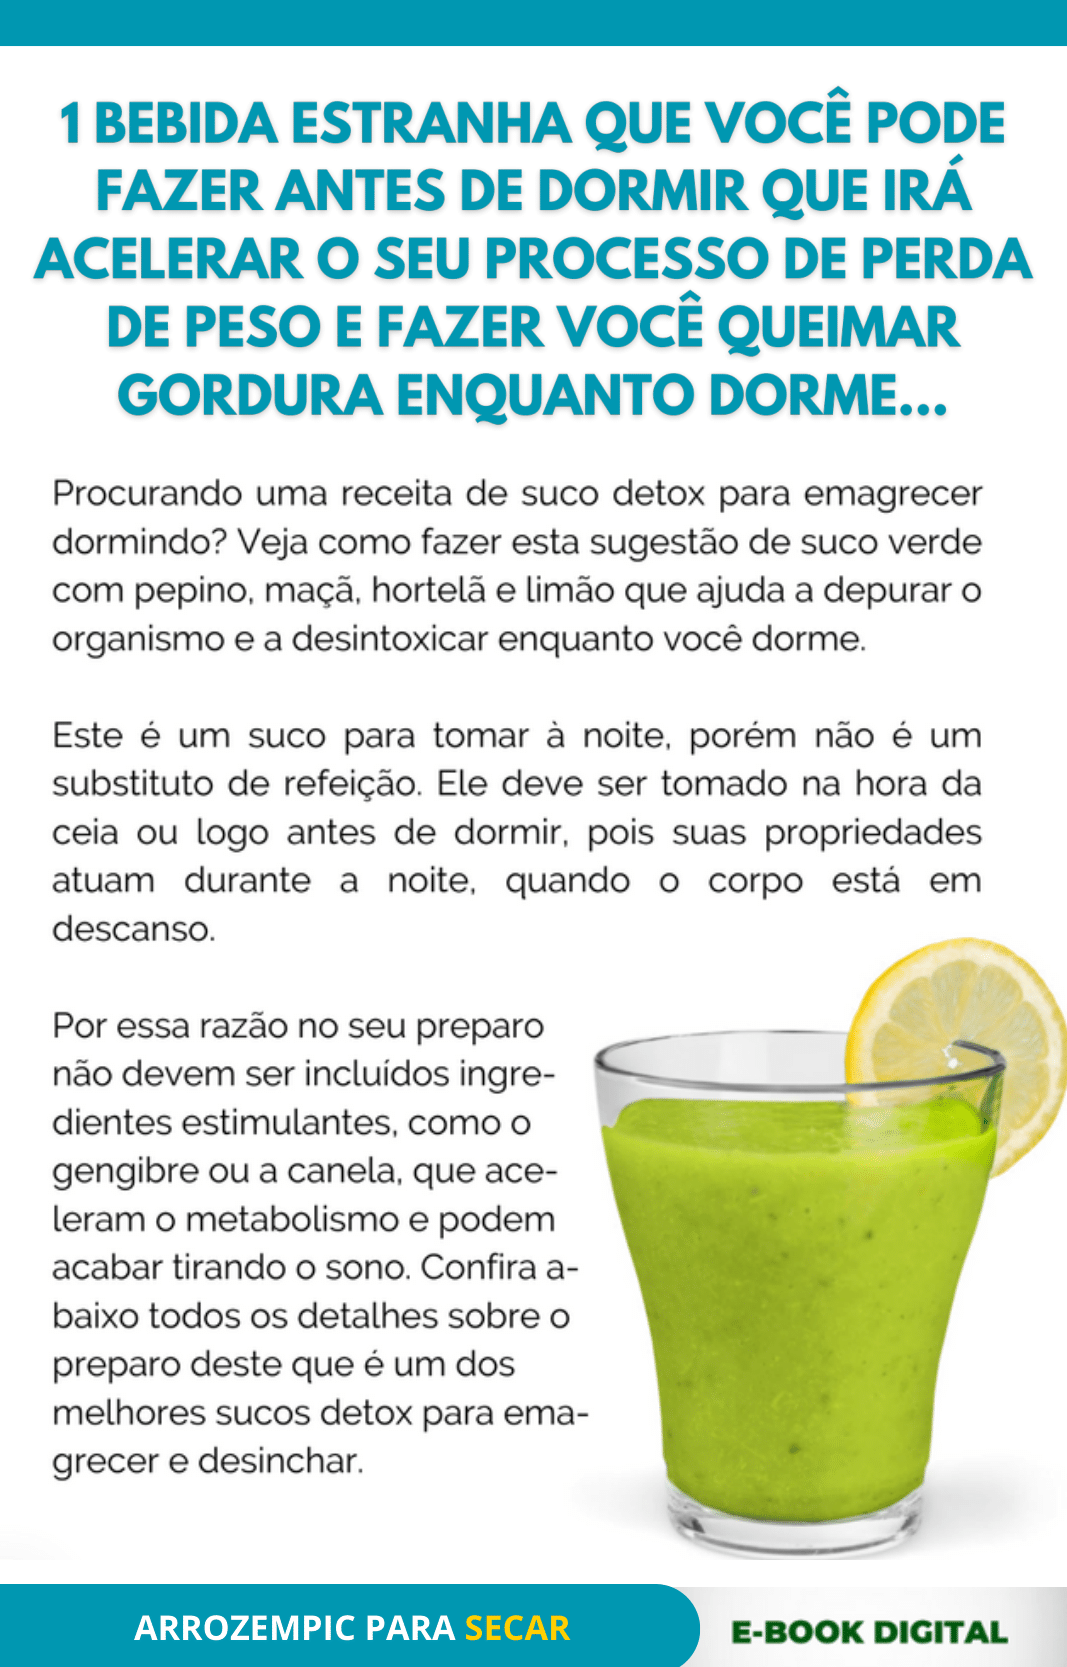 1 BEBIDA ESTRANHA QUE VOCÊ PODE
FAZER ANTES DE DORMIR QUE IRÁ
ACELERAR O SEU PROCESSO DE PERDA
DE PESO E FAZER VOCÊ QUEIMAR
GORDURA ENQUANTO DORME...
Procurando uma receita de suco detox para emagrecer
dormindo? Veja como fazer esta sugestão de suco verde
com pepino, maçã, hortelã e limão que ajuda a depurar o
organismo e a desintoxicar enquanto você dorme.
Este é um suco para tomar à noite, porém não é um
substituto de refeição. Ele deve ser tomado na hora da
ceia ou logo antes de dormir, pois suas propriedades
atuam durante a noite, quando o corpo está em
descanso.
Por essa razão no seu preparo
não devem ser incluídos ingre-
dientes estimulantes, como o
gengibre ou a canela, que ace-
leram o metabolismo e podem
acabar tirando o sono. Confira a-
baixo todos os detalhes sobre o
preparo deste que é um dos
melhores sucos detox para ema-
grecer e desinchar.
ARROZEMPIC PARA SECAR
E-BOOK DIGITAL